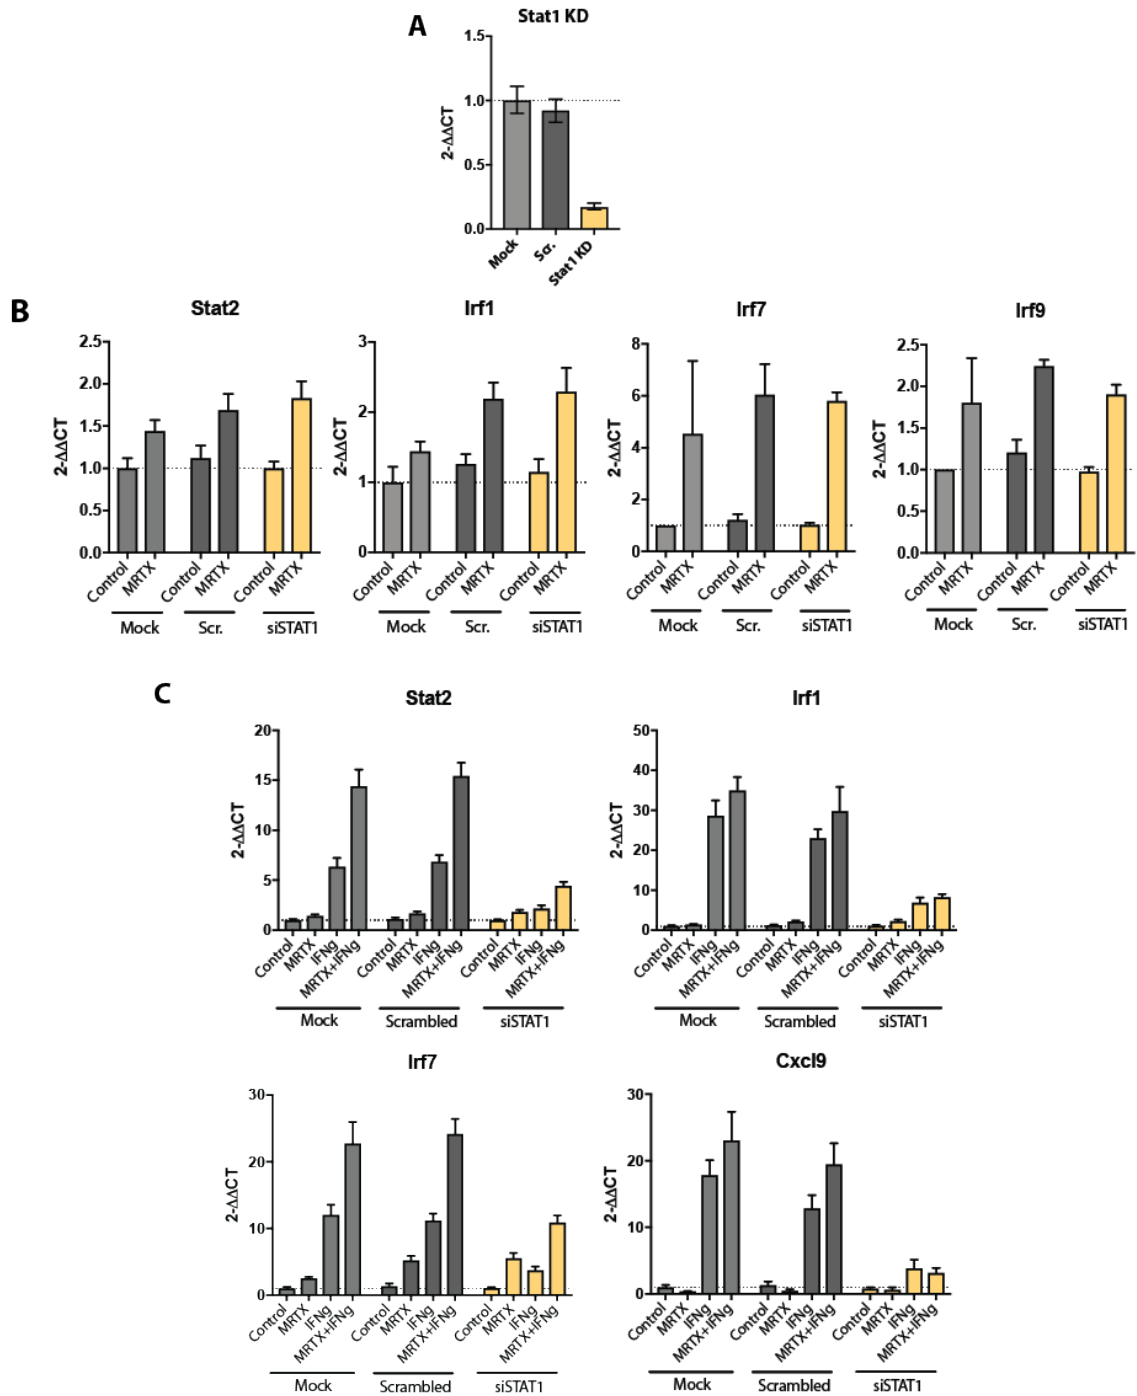 A
Stat1 KD
1.5
1.0
0.5
0.0
2-ΔΔCT
Mock
Scr.
Stat1 KD
B
Stat2
2.5
2.0
1.5
1.0
0.5
0.0
2-ΔΔCT
Control
MRTX
Control
MRTX
Control
MRTX
Mock
Scr.
siSTAT1
Irf1
3
2
1
0
2-ΔΔCT
Control
MRTX
Control
MRTX
Control
MRTX
Mock
Scr.
siSTAT1
Irf7
8
6
4
2
0
2-ΔΔCT
Control
MRTX
Control
MRTX
Control
MRTX
Mock
Scr.
siSTAT1
Irf9
2.5
2.0
1.5
1.0
0.5
0.0
2-ΔΔCT
Control
MRTX
Control
MRTX
Control
MRTX
Mock
Scr.
siSTAT1
C
Stat2
20
15
10
5
0
2-ΔΔCT
Control
MRTX
IFNg
MRTX+IFNg
Control
MRTX
IFNg
MRTX+IFNg
Control
MRTX
IFNg
MRTX+IFNg
Mock
Scrambled
siSTAT1
Irf1
50
40
30
20
10
0
2-ΔΔCT
Control
MRTX
IFNg
MRTX+IFNg
Control
MRTX
IFNg
MRTX+IFNg
Control
MRTX
IFNg
MRTX+IFNg
Mock
Scrambled
siSTAT1
Irf7
30
20
10
0
2-ΔΔCT
Control
MRTX
IFNg
MRTX+IFNg
Control
MRTX
IFNg
MRTX+IFNg
Control
MRTX
IFNg
MRTX+IFNg
Mock
Scrambled
siSTAT1
Cxcl9
30
20
10
0
2-ΔΔCT
Control
MRTX
IFNg
MRTX+IFNg
Control
MRTX
IFNg
MRTX+IFNg
Control
MRTX
IFNg
MRTX+IFNg
Mock
Scrambled
siSTAT1